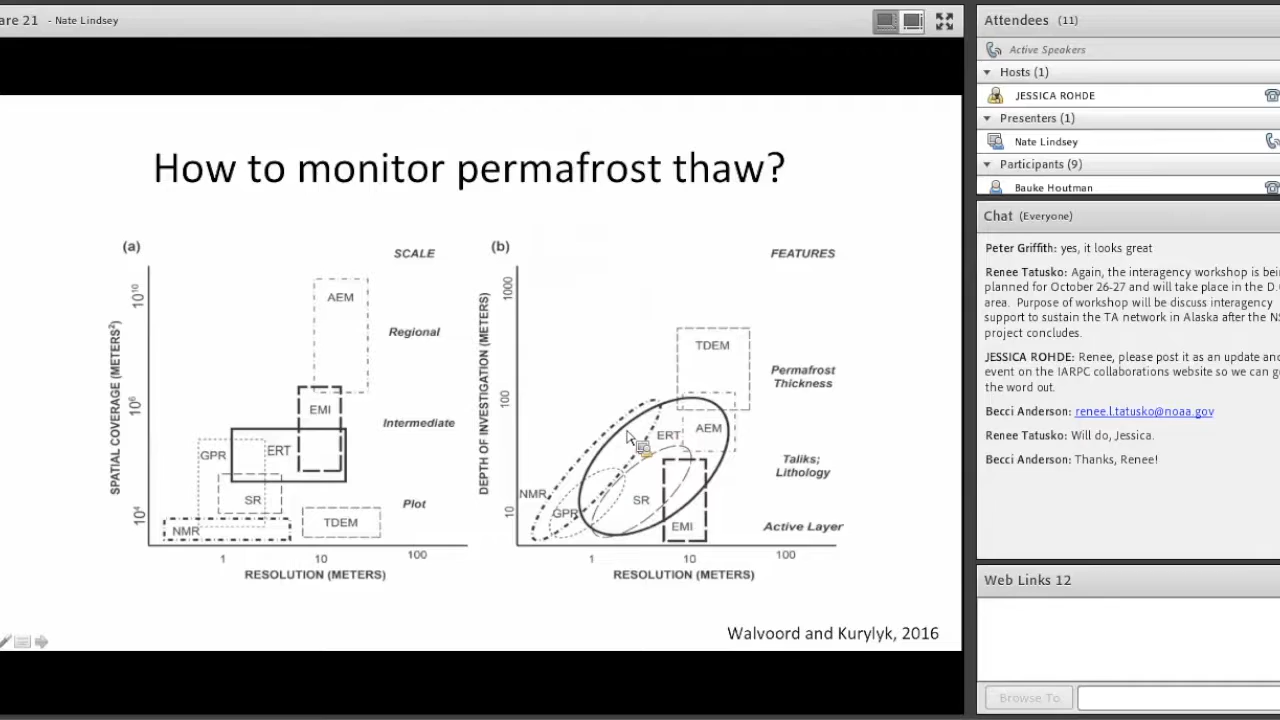 are 21 - Nate Lindsey
How to monitor permafrost thaw?
(a)
SCALE
SPATIAL COVERAGE (METERS²)
10¹⁰
10⁶
10⁴
AEM
Regional
EMI
Intermediate
GPR
ERT
SR
Plot
NMR
TDEM
1
10
100
RESOLUTION (METERS)
(b)
FEATURES
DEPTH OF INVESTIGATION (METERS)
1000
100
10
TDEM
Permafrost
Thickness
ERT
AEM
Taliks;
Lithology
NMR
GPR
SR
EMI
Active Layer
1
10
100
RESOLUTION (METERS)
Walvoord and Kurylyk, 2016
Attendees (11)
Active Speakers
Hosts (1)
JESSICA ROHDE
Presenters (1)
Nate Lindsey
Participants (9)
Bauke Houtman
Chat (Everyone)
Peter Griffith: yes, it looks great
Renee Tatusko: Again, the interagency workshop is bei
planned for October 26-27 and will take place in the D.
area. Purpose of workshop will be discuss interagency
support to sustain the TA network in Alaska after the NS
project concludes.
JESSICA ROHDE: Renee, please post it as an update and
event on the IARPC collaborations website so we can g
the word out.
Becci Anderson: renee.l.tatusko@noaa.gov
Renee Tatusko: Will do, Jessica.
Becci Anderson: Thanks, Renee!
Web Links 12
Browse To